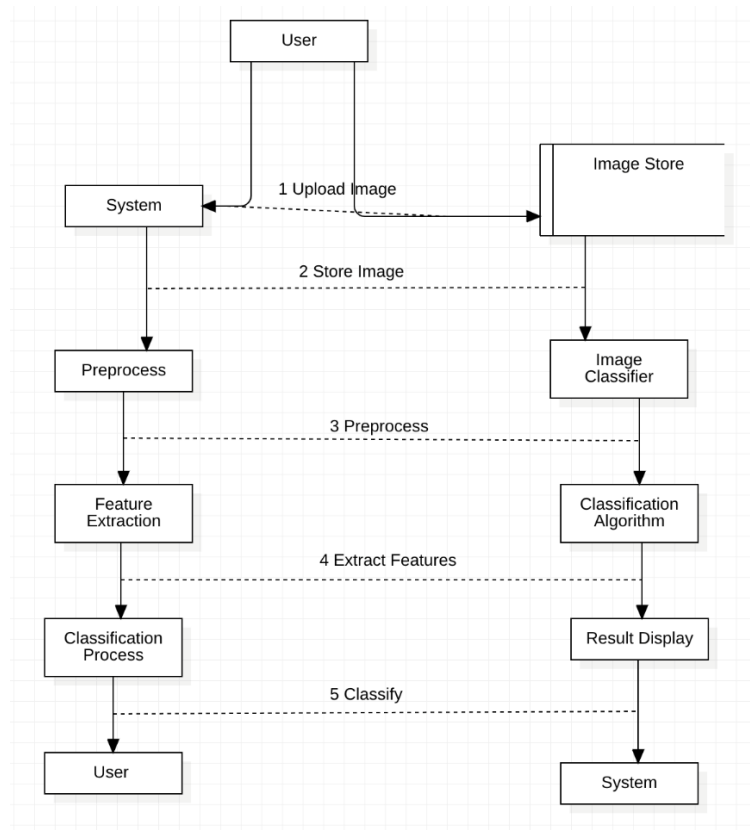 User
Image Store
1 Upload Image
System
2 Store Image
Preprocess
Image
Classifier
3 Preprocess
Feature
Extraction
Classification
Algorithm
4 Extract Features
Classification
Process
Result Display
5 Classify
User
System